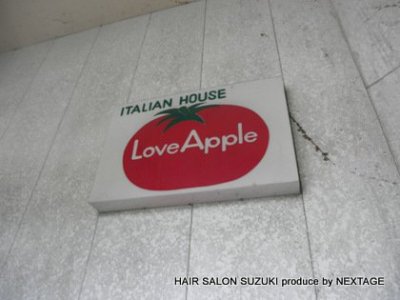 ITALIAN HOUSE
LoveApple
HAIR SALON SUZUKI produce by NEXTAGE